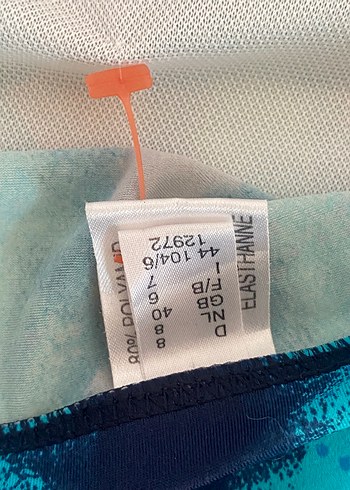 D 8
NL 8
GB 40
F/B 6
I 7
44 104/6
12972
80% POLYAMID
ELASTHANNE